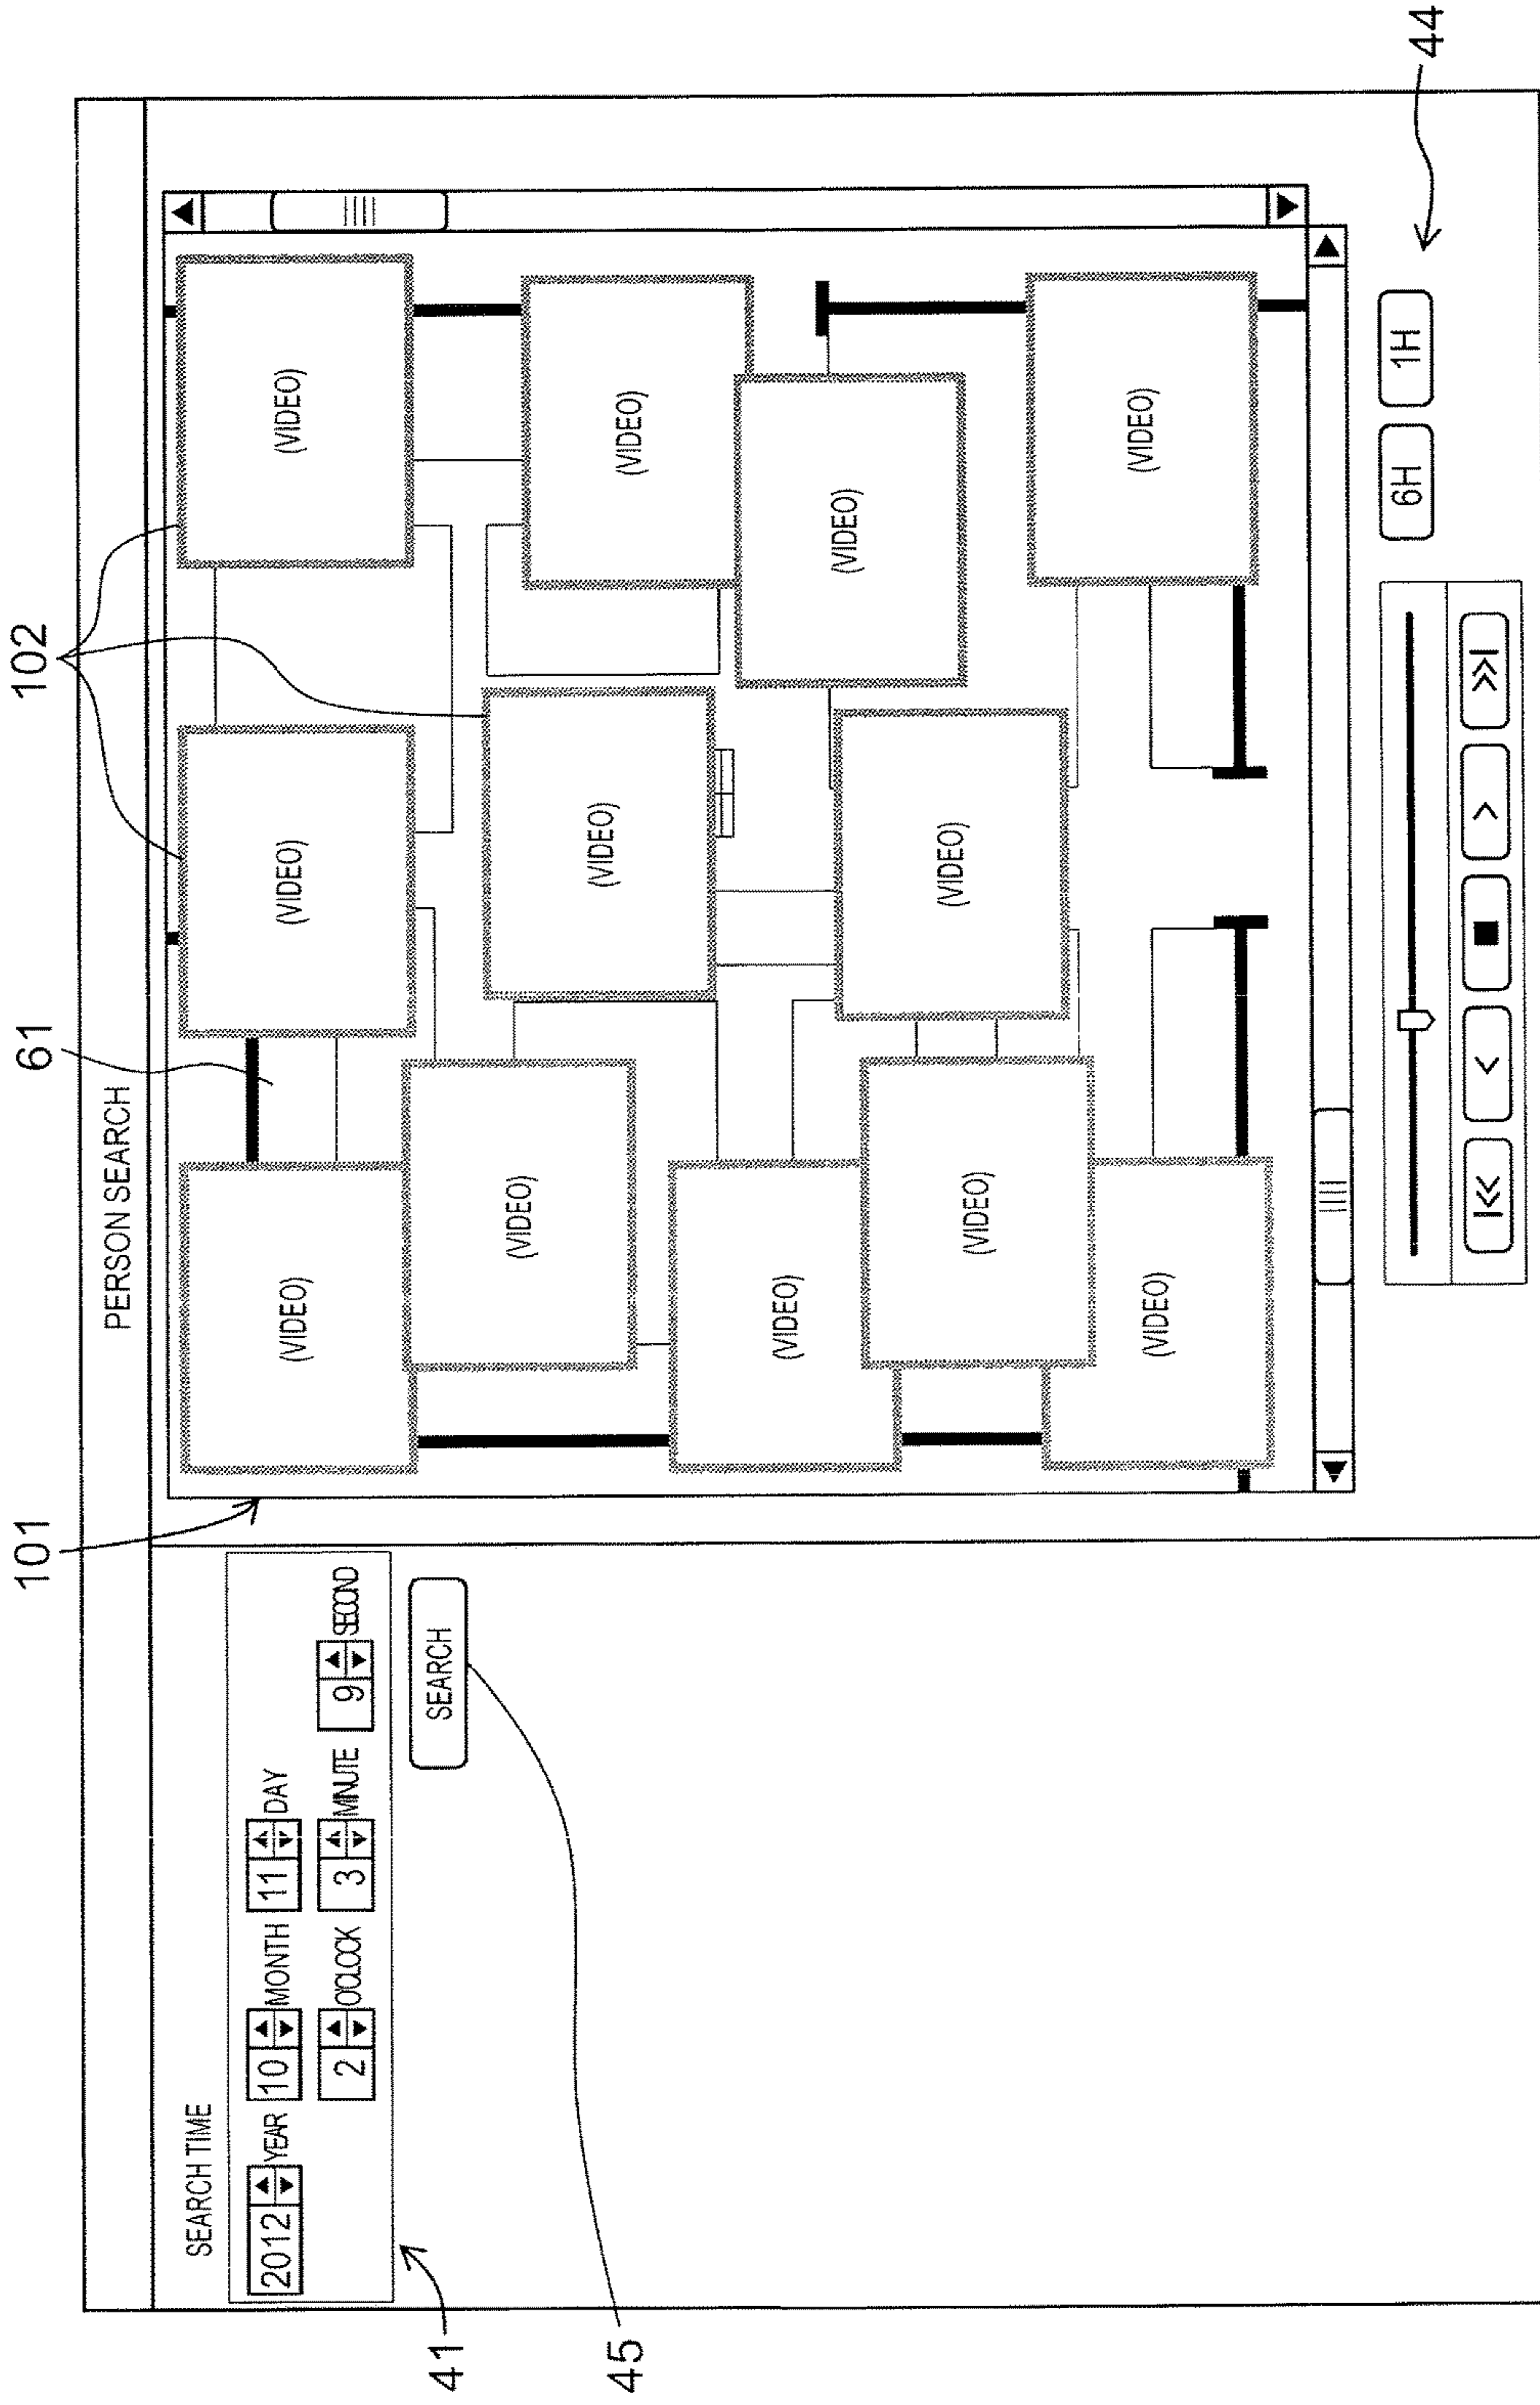 101
61
102
PERSON SEARCH
SEARCH TIME
2012 YEAR 10 MONTH 11 DAY
2 O'CLOCK 3 MINUTE 9 SECOND
SEARCH
41
45
(VIDEO)
(VIDEO)
(VIDEO)
(VIDEO)
(VIDEO)
(VIDEO)
(VIDEO)
(VIDEO)
(VIDEO)
(VIDEO)
(VIDEO)
(VIDEO)
6H
1H
44